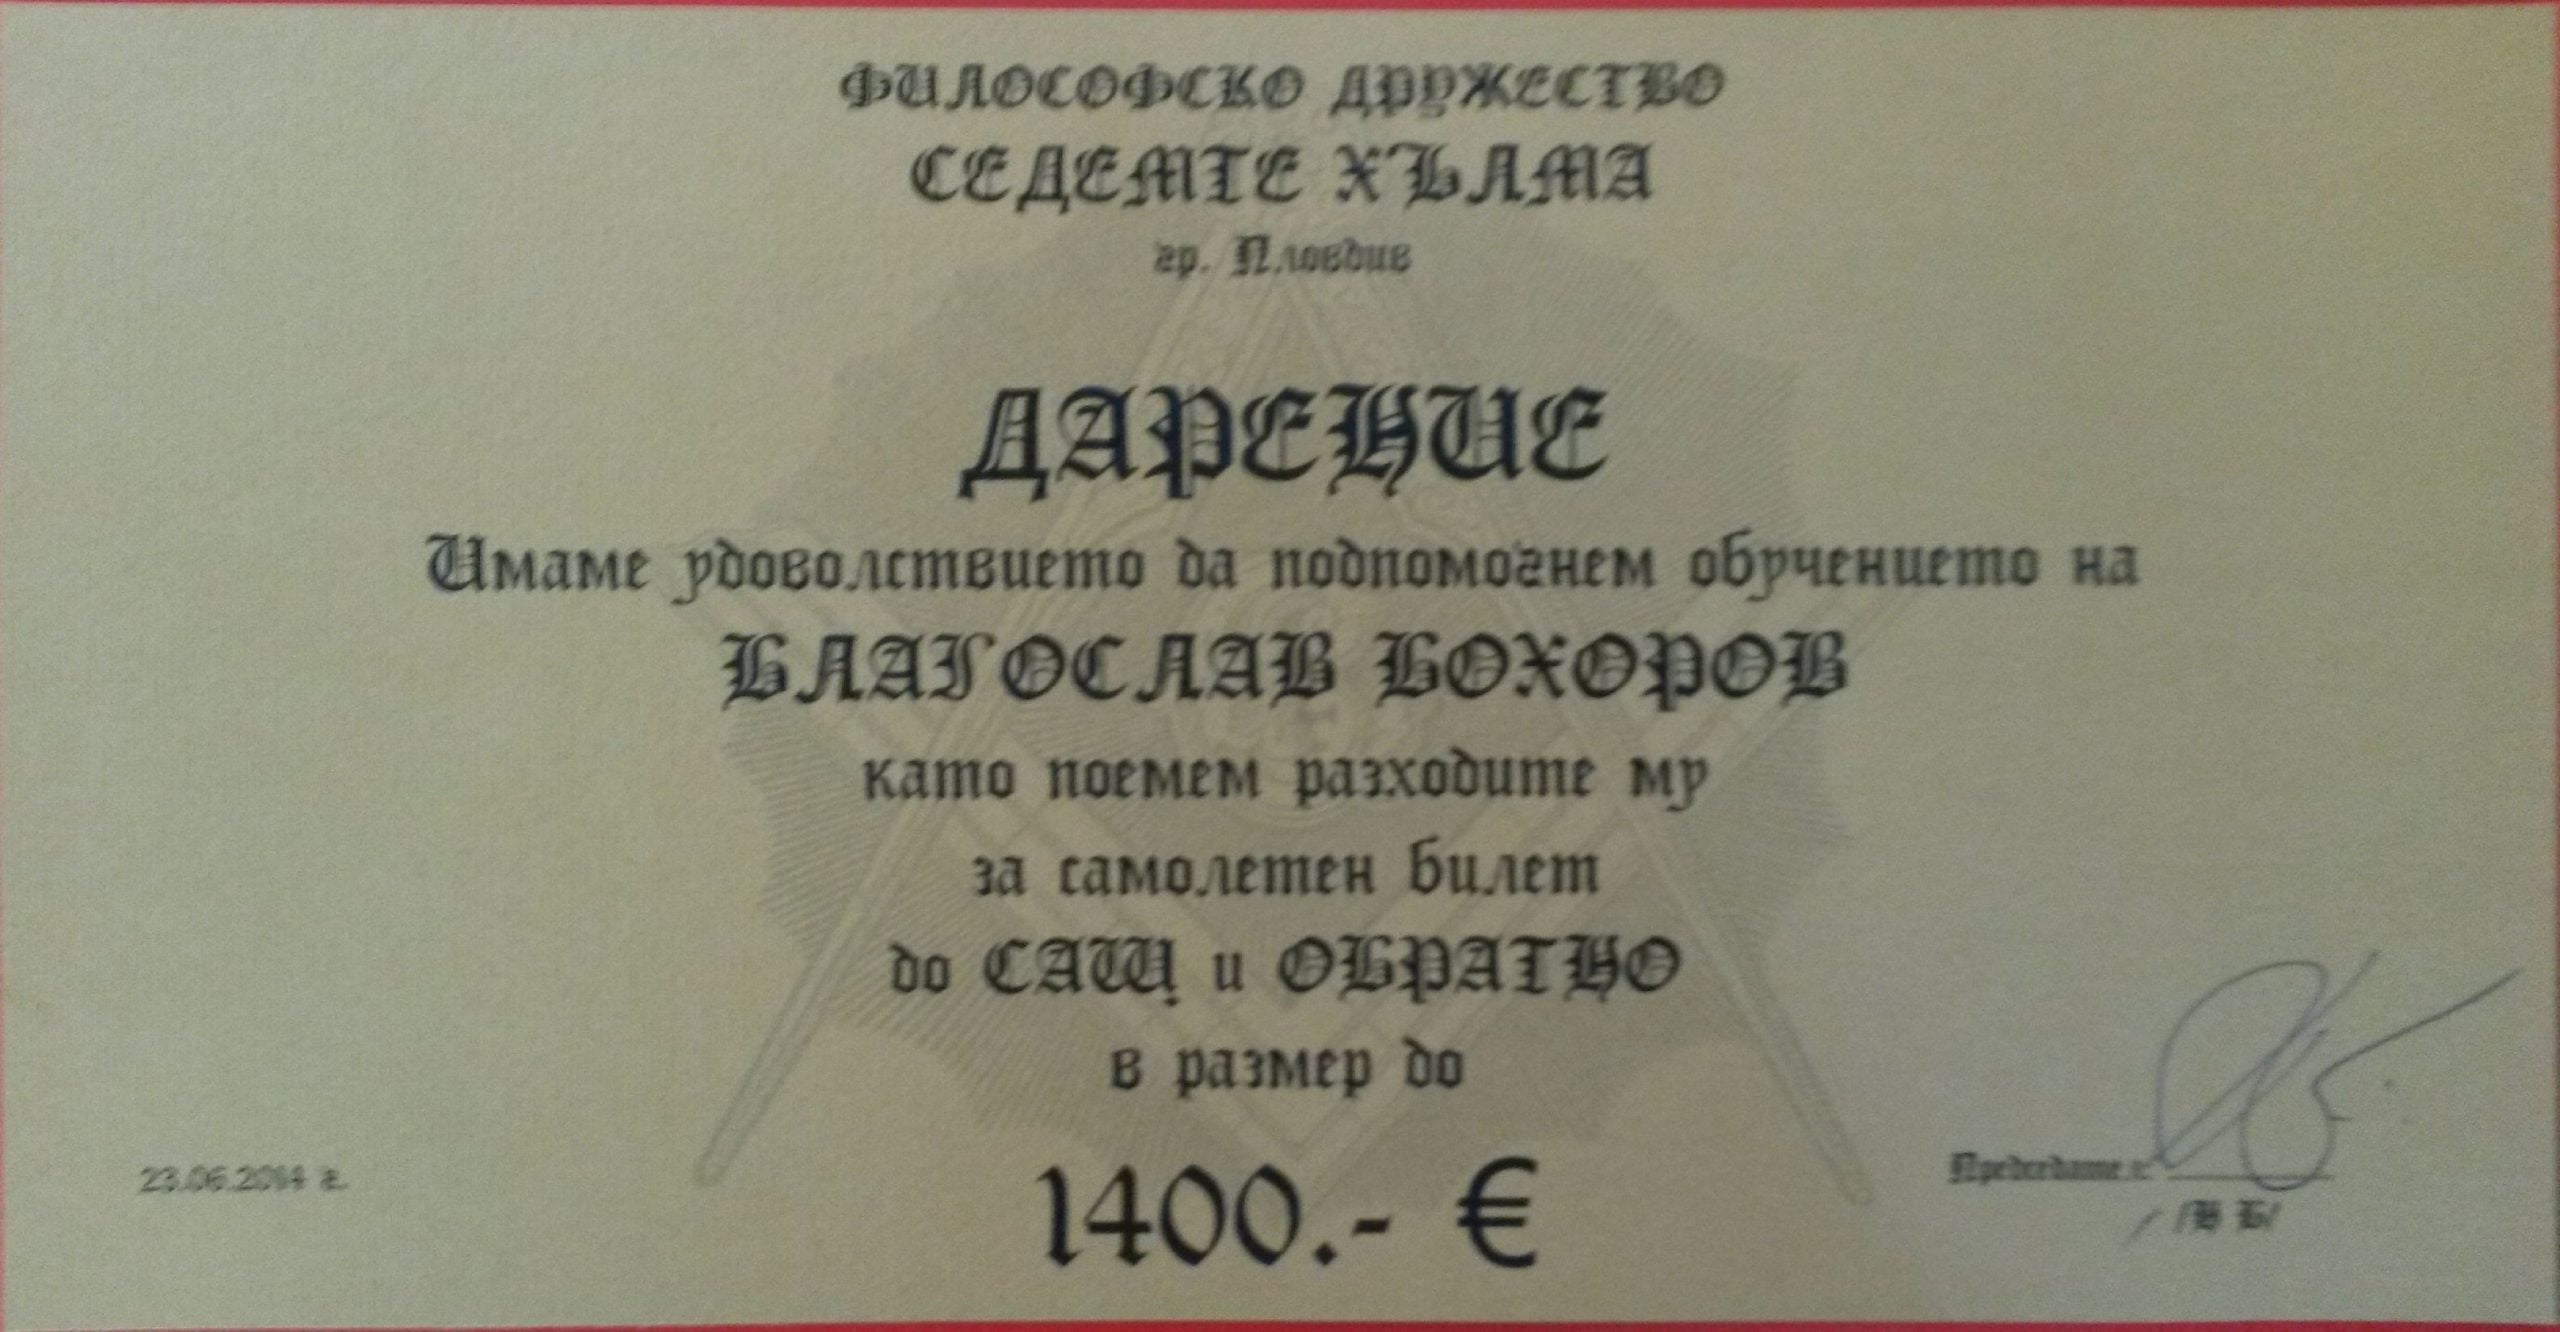 ФИЛОСОФСКО ДРУЖЕСТВО
СЕДЕМТЕ ХЪЛМА
гр. Пловдив
ДАРЕНИЕ
Имаме удоволствието да подпомогнем обучението на
БЛАГОСЛАВ БОХОРОВ
като поемем разходите му
за самолетен билет
до САЩ и ОБРАТНО
в размер до
1400.- €
23.06.2014 г.
Председател:
/В Б/